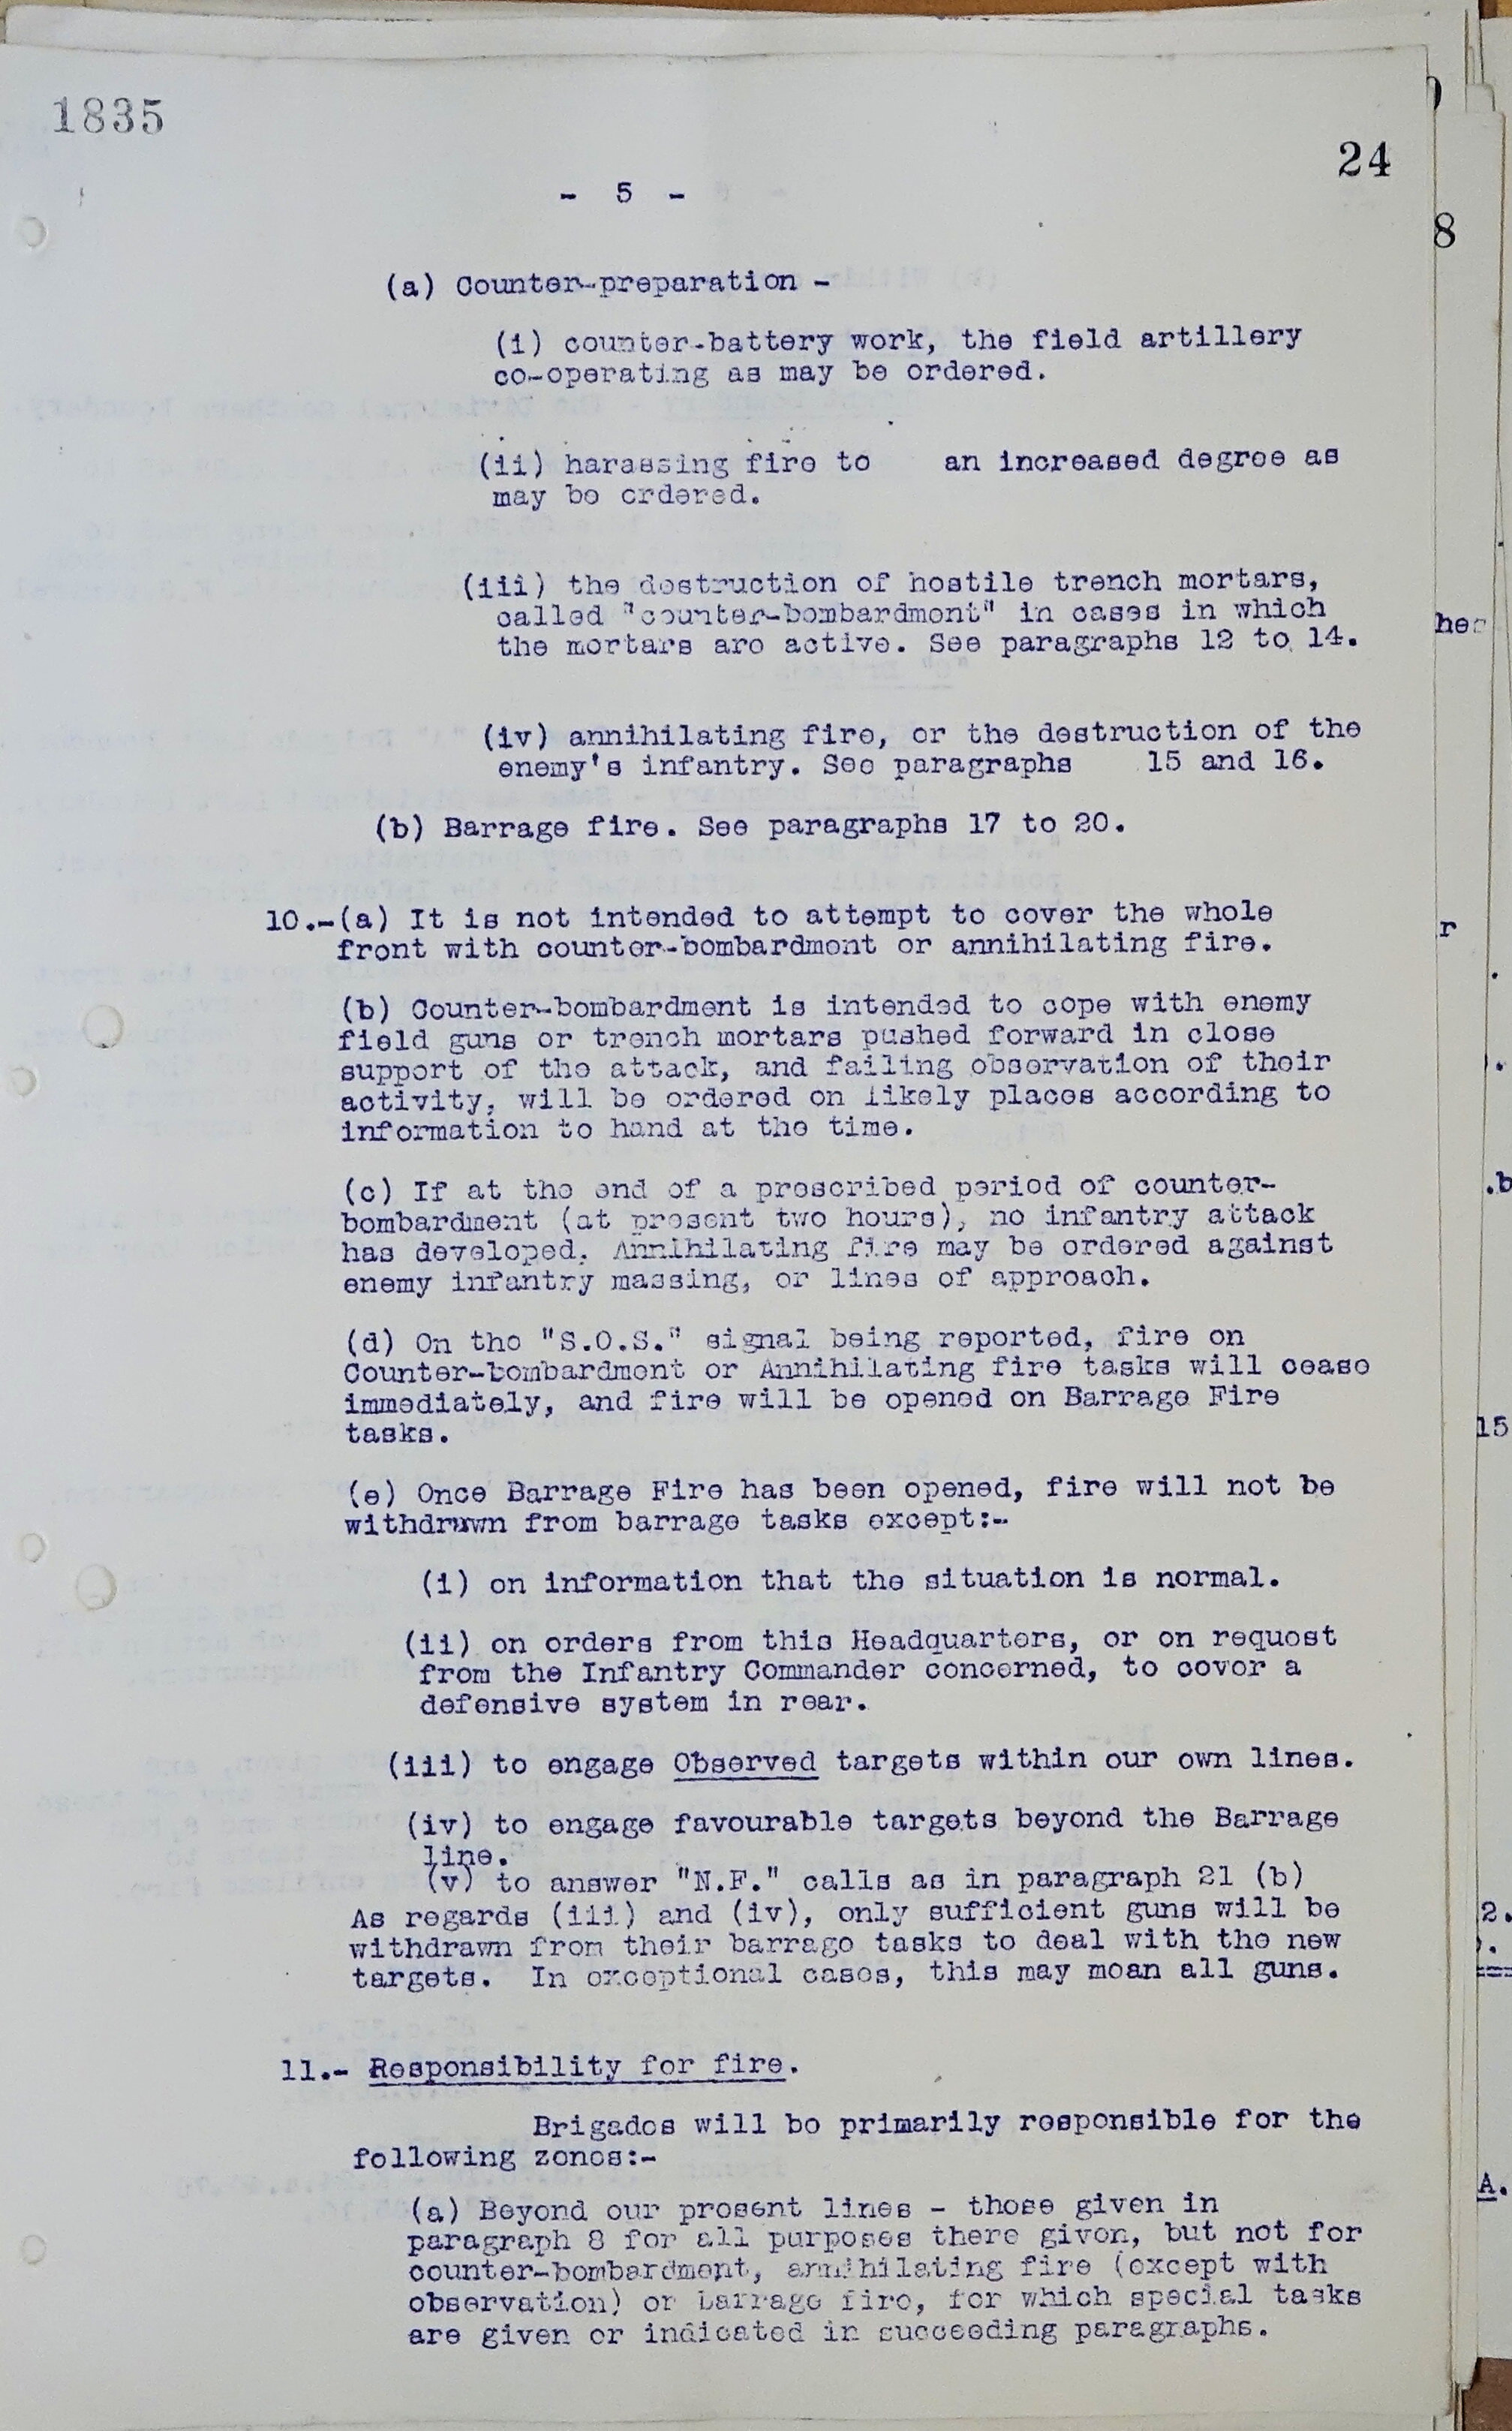 1835
24
- 5 -
8
(a) Counter-preparation -
(i) counter-battery work, the field artillery
co-operating as may be ordered.
(ii) harassing fire to an increased degree as
may be ordered.
(iii) the destruction of hostile trench mortars,
called "counter-bombardment" in cases in which
the mortars are active. See paragraphs 12 to 14.
(iv) annihilating fire, or the destruction of the
enemy's infantry. See paragraphs 15 and 16.
(b) Barrage fire. See paragraphs 17 to 20.
10.-(a) It is not intended to attempt to cover the whole
front with counter-bombardment or annihilating fire.
(b) Counter-bombardment is intended to cope with enemy
field guns or trench mortars pushed forward in close
support of the attack, and failing observation of their
activity, will be ordered on likely places according to
information to hand at the time.
(c) If at the end of a prescribed period of counter-
bombardment (at present two hours), no infantry attack
has developed, Annihilating fire may be ordered against
enemy infantry massing, or lines of approach.
(d) On the "S.O.S." signal being reported, fire on
Counter-bombardment or Annihilating fire tasks will cease
immediately, and fire will be opened on Barrage Fire
tasks.
(e) Once Barrage Fire has been opened, fire will not be
withdrawn from barrage tasks except:-
(i) on information that the situation is normal.
(ii) on orders from this Headquarters, or on request
from the Infantry Commander concerned, to cover a
defensive system in rear.
(iii) to engage Observed targets within our own lines.
(iv) to engage favourable targets beyond the Barrage
line.
(v) to answer "N.F." calls as in paragraph 21 (b)
As regards (iii) and (iv), only sufficient guns will be
withdrawn from their barrage tasks to deal with the new
targets. In exceptional cases, this may mean all guns.
11.- Responsibility for fire.
Brigades will be primarily responsible for the
following zones:-
(a) Beyond our present lines - those given in
paragraph 8 for all purposes there given, but not for
counter-bombardment, annihilating fire (except with
observation) or barrage fire, for which special tasks
are given or indicated in succeeding paragraphs.
15
2.
A.